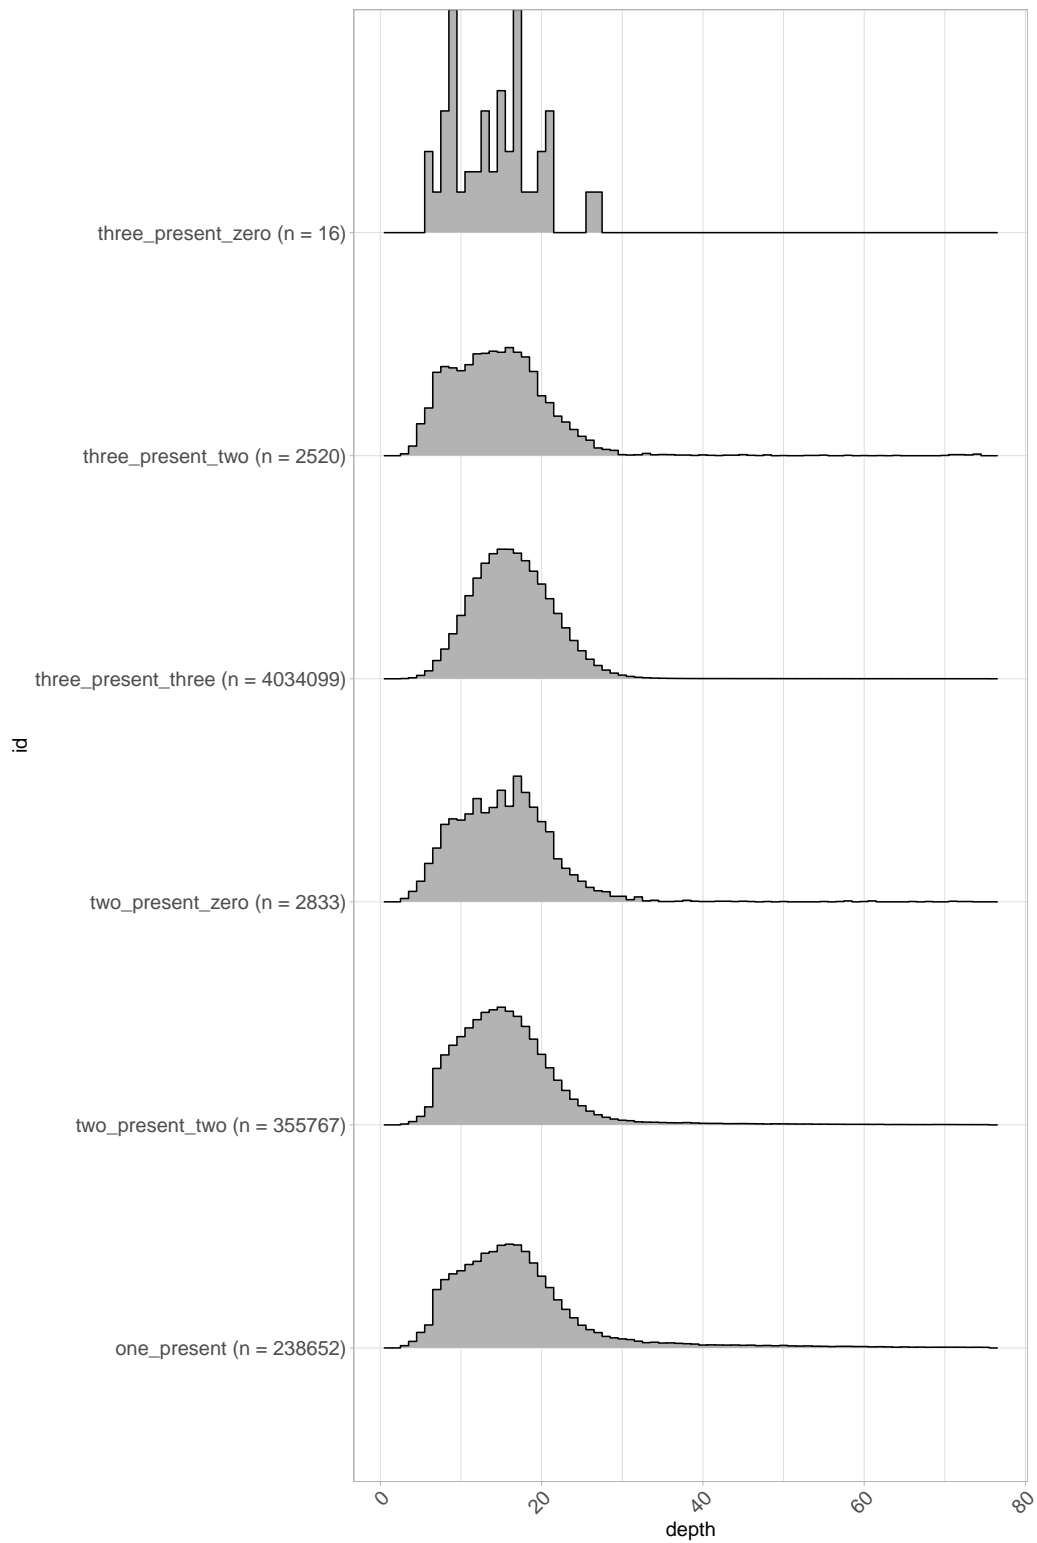 three_present_zero (n = 16)
three_present_two (n = 2520)
three_present_three (n = 4034099)
id
two_present_zero (n = 2833)
two_present_two (n = 355767)
one_present (n = 238652)
0 20 40 60 80
depth